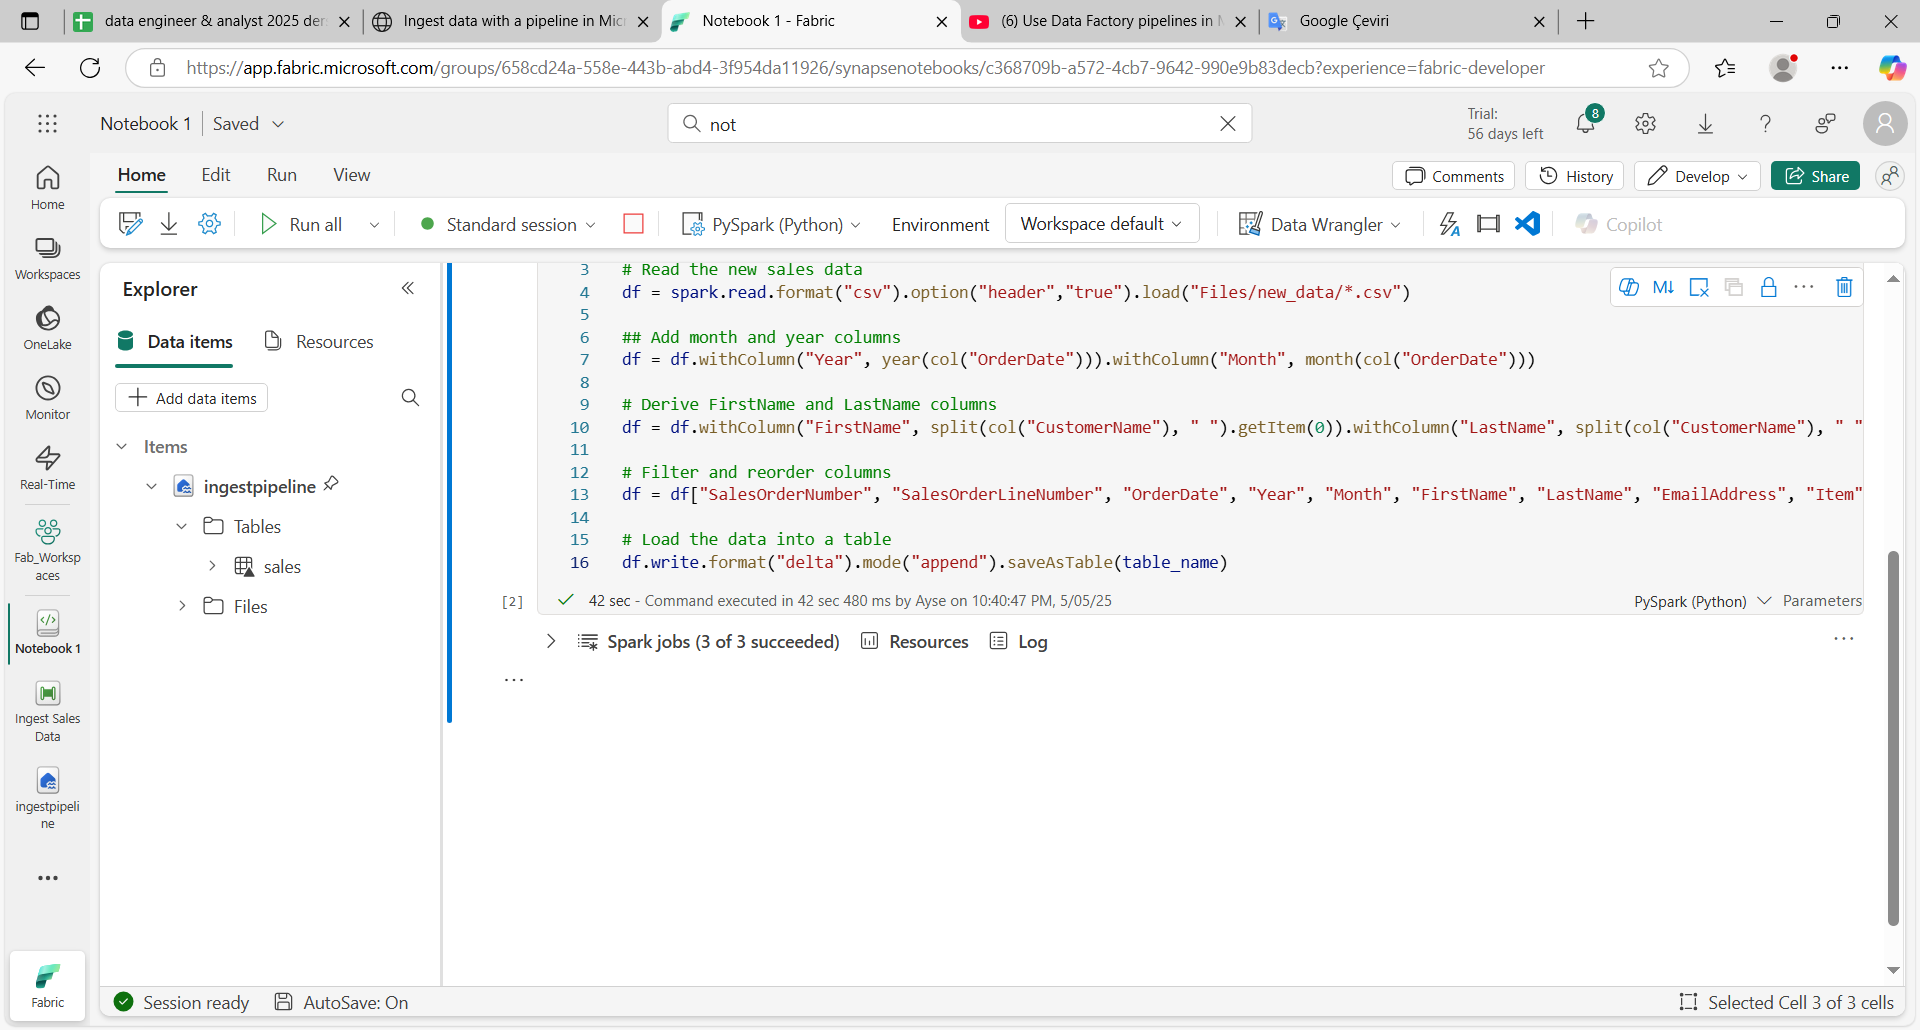 data engineer & analyst 2025 der
Ingest data with a pipeline in Micr
Notebook 1 - Fabric
(6) Use Data Factory pipelines in M
Google Çeviri
https://app.fabric.microsoft.com/groups/658cd24a-558e-443b-abd4-3f954da11926/synapsenotebooks/c368709b-a572-4cb7-9642-990e9b83decb?experience=fabric-developer
Notebook 1
Saved
not
Trial:
56 days left
8
Home
Edit
Run
View
Comments
History
Develop
Share
Run all
Standard session
PySpark (Python)
Environment
Workspace default
Data Wrangler
Copilot
Home
Workspaces
OneLake
Monitor
Real-Time
Fab_Worksp
aces
Notebook 1
Ingest Sales
Data
ingestpipeli
ne
Fabric
Explorer
Data items
Resources
Add data items
Items
ingestpipeline
Tables
sales
Files
3 # Read the new sales data
4 df = spark.read.format("csv").option("header","true").load("Files/new_data/*.csv")
5
6 ## Add month and year columns
7 df = df.withColumn("Year", year(col("OrderDate"))).withColumn("Month", month(col("OrderDate")))
8
9 # Derive FirstName and LastName columns
10 df = df.withColumn("FirstName", split(col("CustomerName"), " ").getItem(0)).withColumn("LastName", split(col("CustomerName"), " "
11
12 # Filter and reorder columns
13 df = df["SalesOrderNumber", "SalesOrderLineNumber", "OrderDate", "Year", "Month", "FirstName", "LastName", "EmailAddress", "Item"
14
15 # Load the data into a table
16 df.write.format("delta").mode("append").saveAsTable(table_name)
M↓
[2]
42 sec - Command executed in 42 sec 480 ms by Ayse on 10:40:47 PM, 5/05/25
PySpark (Python)
Parameters
Spark jobs (3 of 3 succeeded)
Resources
Log
Session ready
AutoSave: On
Selected Cell 3 of 3 cells